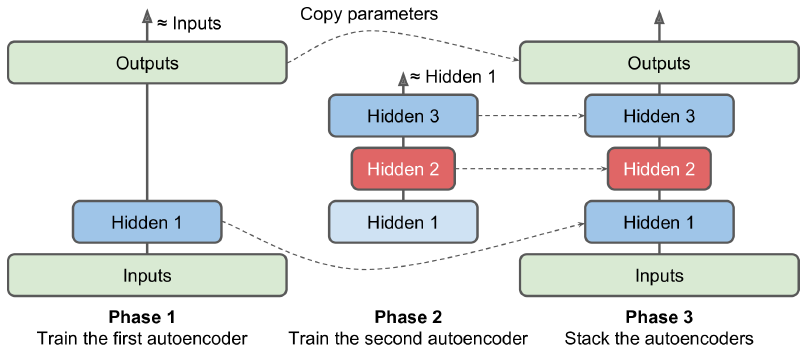 ≈ Inputs
Copy parameters
Outputs
Outputs
≈ Hidden 1
Hidden 3
Hidden 3
Hidden 2
Hidden 2
Hidden 1
Hidden 1
Hidden 1
Inputs
Inputs
Phase 1
Train the first autoencoder
Phase 2
Train the second autoencoder
Phase 3
Stack the autoencoders